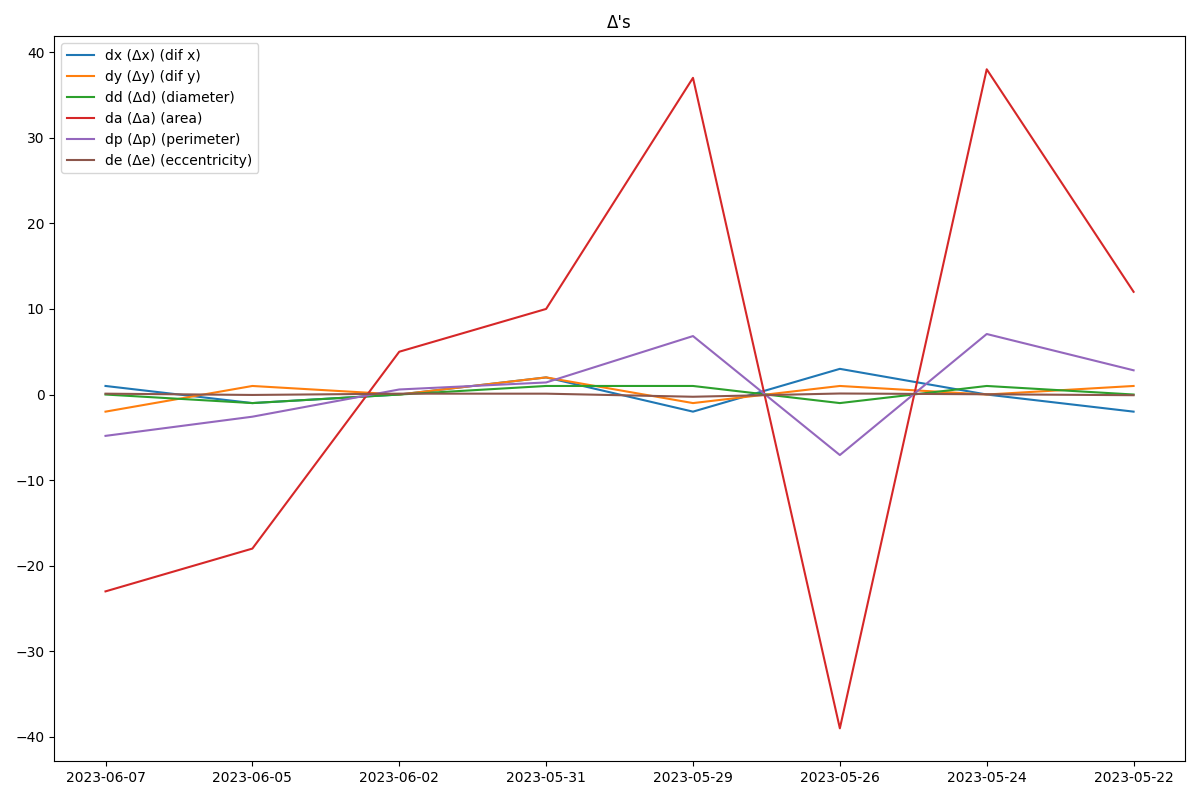 Δ's
dx (Δx) (dif x)
dy (Δy) (dif y)
dd (Δd) (diameter)
da (Δa) (area)
dp (Δp) (perimeter)
de (Δe) (eccentricity)
40
30
20
10
0
−10
−20
−30
−40
2023-06-07 2023-06-05 2023-06-02 2023-05-31 2023-05-29 2023-05-26 2023-05-24 2023-05-22